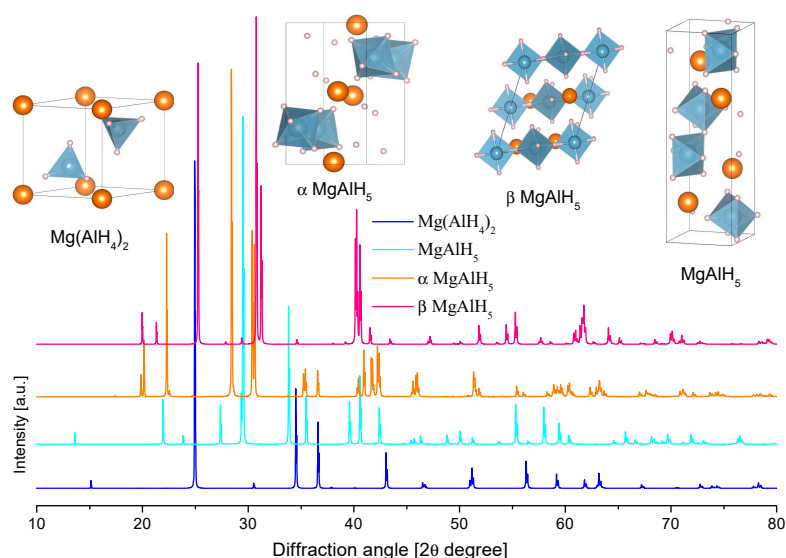 α MgAlH₅
β MgAlH₅
Mg(AlH₄)₂
MgAlH₅
Mg(AlH₄)₂
MgAlH₅
α MgAlH₅
β MgAlH₅
Intensity [a.u.]
10 20 30 40 50 60 70 80
Diffraction angle [2θ degree]